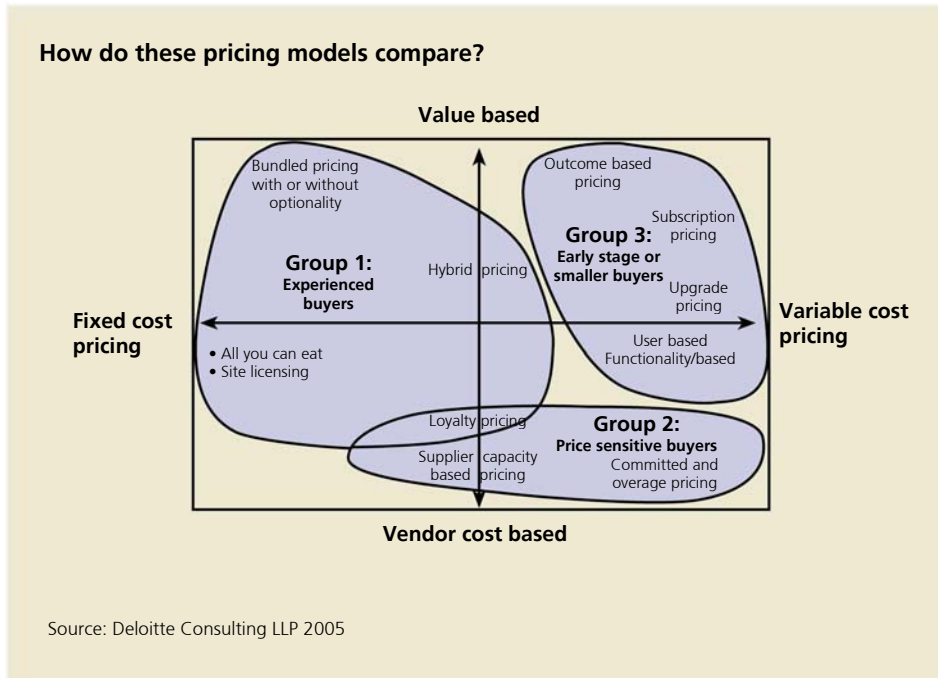 How do these pricing models compare?
Value based
Bundled pricing
with or without
optionality
Outcome based
pricing
Subscription
pricing
Group 3:
Early stage or
smaller buyers
Group 1:
Experienced
buyers
Hybrid pricing
Upgrade
pricing
Fixed cost
pricing
Variable cost
pricing
• All you can eat
• Site licensing
User based
Functionality/based
Loyalty pricing
Supplier capacity
based pricing
Group 2:
Price sensitive buyers
Committed and
overage pricing
Vendor cost based
Source: Deloitte Consulting LLP 2005